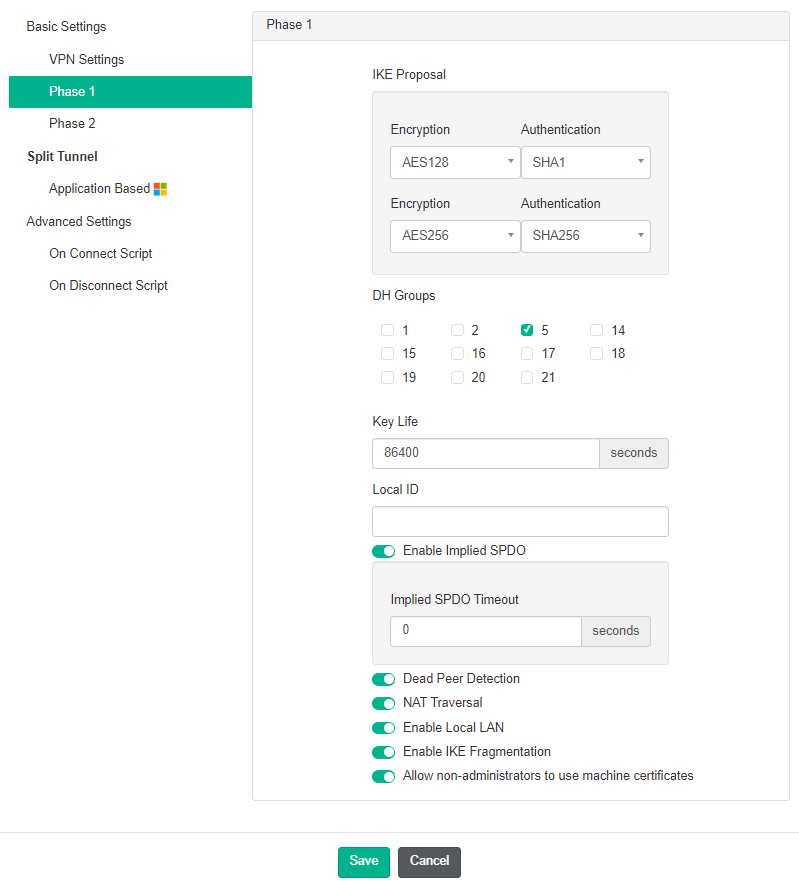 Basic Settings
VPN Settings
Phase 1
Phase 2
Split Tunnel
Application Based
Advanced Settings
On Connect Script
On Disconnect Script
Phase 1
IKE Proposal
Encryption Authentication
AES128 SHA1
Encryption Authentication
AES256 SHA256
DH Groups
1 2 5 14
15 16 17 18
19 20 21
Key Life
86400 seconds
Local ID
Enable Implied SPDO
Implied SPDO Timeout
0 seconds
Dead Peer Detection
NAT Traversal
Enable Local LAN
Enable IKE Fragmentation
Allow non-administrators to use machine certificates
Save Cancel